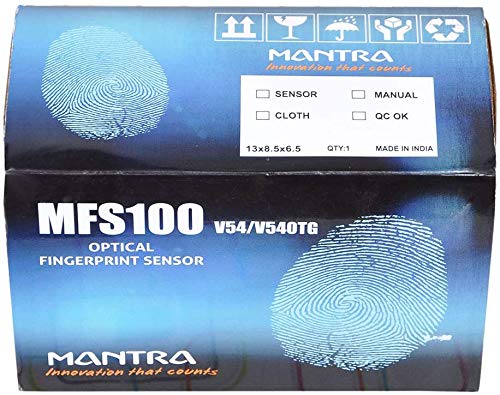 MANTRA
Innovation that counts
SENSOR MANUAL
CLOTH QC OK
13x8.5x6.5 QTY:1 MADE IN INDIA
MFS100 V54/V54OTG
OPTICAL
FINGERPRINT SENSOR
MANTRA
Innovation that counts